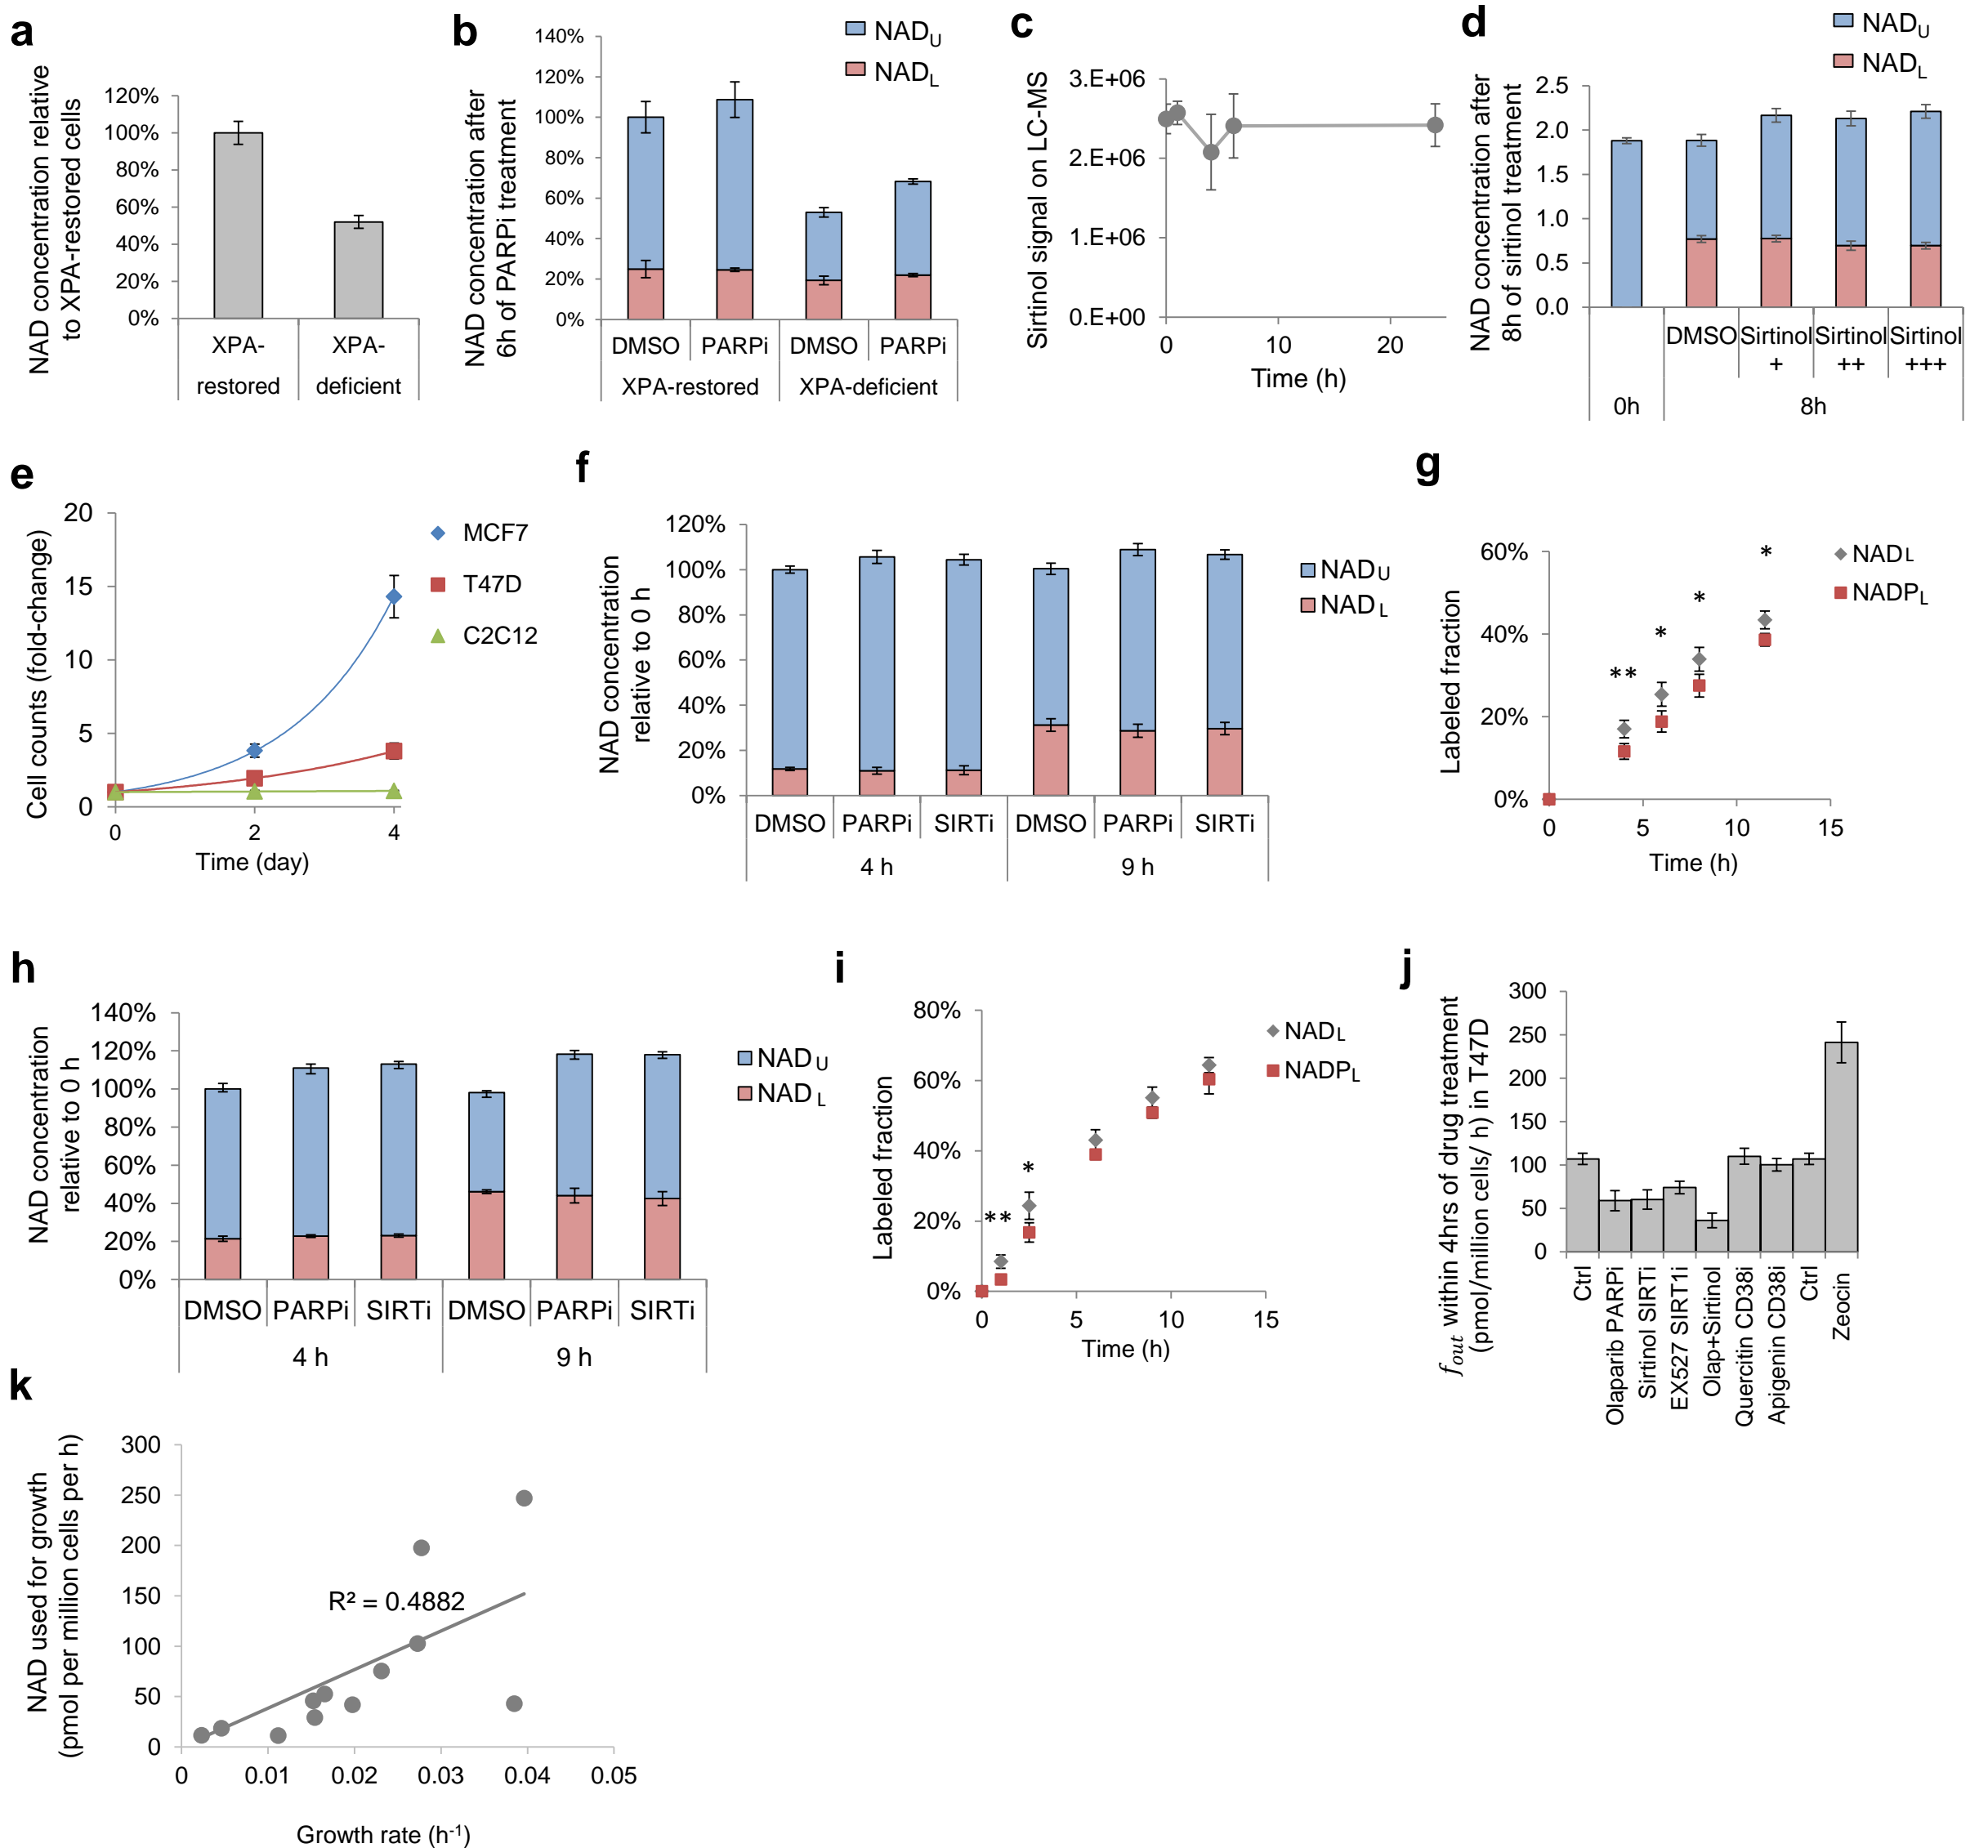 a
NAD concentration relative
to XPA-restored cells
120%
100%
80%
60%
40%
20%
0%
XPA-
restored
XPA-
deficient
b
NAD concentration after
6h of PARPi treatment
140%
120%
100%
80%
60%
40%
20%
0%
NADU
NADL
DMSO PARPi DMSO PARPi
XPA-restored XPA-deficient
c
Sirtinol signal on LC-MS
3.E+06
2.E+06
1.E+06
0.E+00
0 10 20
Time (h)
d
NAD concentration after
8h of sirtinol treatment
NADU
NADL
2.5
2.0
1.5
1.0
0.5
0.0
DMSO Sirtinol Sirtinol Sirtinol
+ ++ +++
0h 8h
e
Cell counts (fold-change)
20
15
10
5
0
0 2 4
Time (day)
MCF7
T47D
C2C12
f
NAD concentration
relative to 0 h
120%
100%
80%
60%
40%
20%
0%
NADU
NADL
DMSO PARPi SIRTi DMSO PARPi SIRTi
4 h 9 h
g
Labeled fraction
60%
40%
20%
0%
** * * *
0 5 10 15
Time (h)
NADL
NADPL
h
NAD concentration
relative to 0 h
140%
120%
100%
80%
60%
40%
20%
0%
NADU
NADL
DMSO PARPi SIRTi DMSO PARPi SIRTi
4 h 9 h
i
Labeled fraction
80%
60%
40%
20%
0%
** *
0 5 10 15
Time (h)
NADL
NADPL
j
fout within 4hrs of drug treatment
(pmol/million cells/ h) in T47D
300
250
200
150
100
50
0
Ctrl
Olaparib PARPi
Sirtinol SIRTi
EX527 SIRT1i
Olap+Sirtinol
Quercitin CD38i
Apigenin CD38i
Ctrl
Zeocin
k
NAD used for growth
(pmol per million cells per h)
300
250
200
150
100
50
0
R² = 0.4882
0 0.01 0.02 0.03 0.04 0.05
Growth rate (h-1)